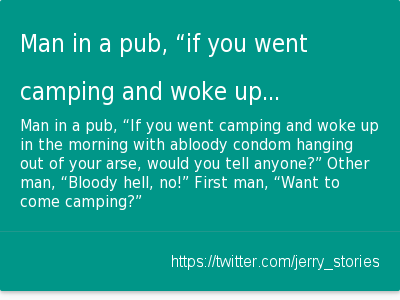 Man in a pub, “if you went
camping and woke up...
Man in a pub, “If you went camping and woke up
in the morning with abloody condom hanging
out of your arse, would you tell anyone?” Other
man, “Bloody hell, no!” First man, “Want to
come camping?”
https://twitter.com/jerry_stories